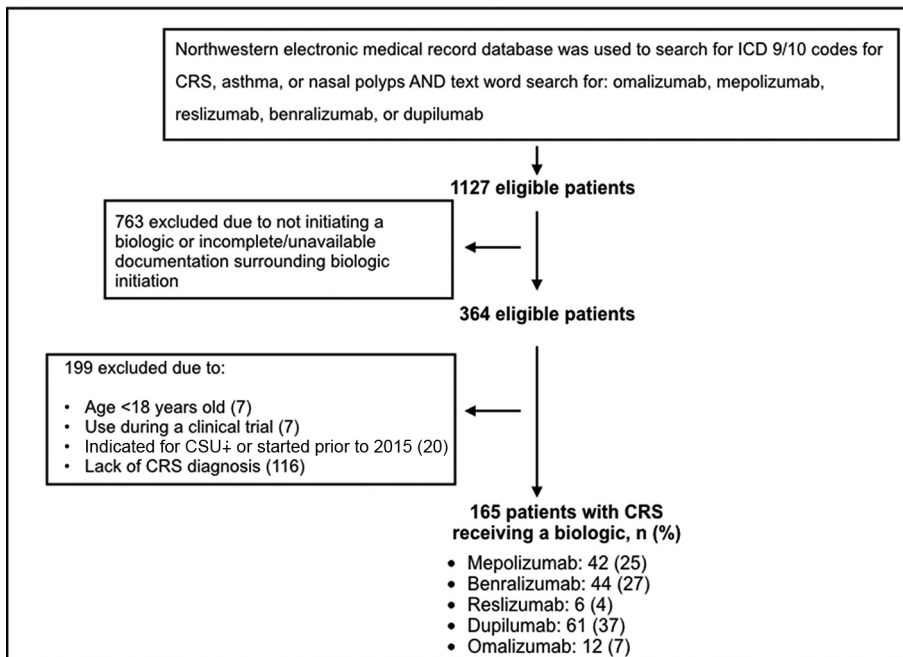 Northwestern electronic medical record database was used to search for ICD 9/10 codes for
CRS, asthma, or nasal polyps AND text word search for: omalizumab, mepolizumab,
reslizumab, benralizumab, or dupilumab
1127 eligible patients
763 excluded due to not initiating a
biologic or incomplete/unavailable
documentation surrounding biologic
initiation
364 eligible patients
199 excluded due to:
• Age <18 years old (7)
• Use during a clinical trial (7)
• Indicated for CSU∔ or started prior to 2015 (20)
• Lack of CRS diagnosis (116)
165 patients with CRS
receiving a biologic, n (%)
• Mepolizumab: 42 (25)
• Benralizumab: 44 (27)
• Reslizumab: 6 (4)
• Dupilumab: 61 (37)
• Omalizumab: 12 (7)